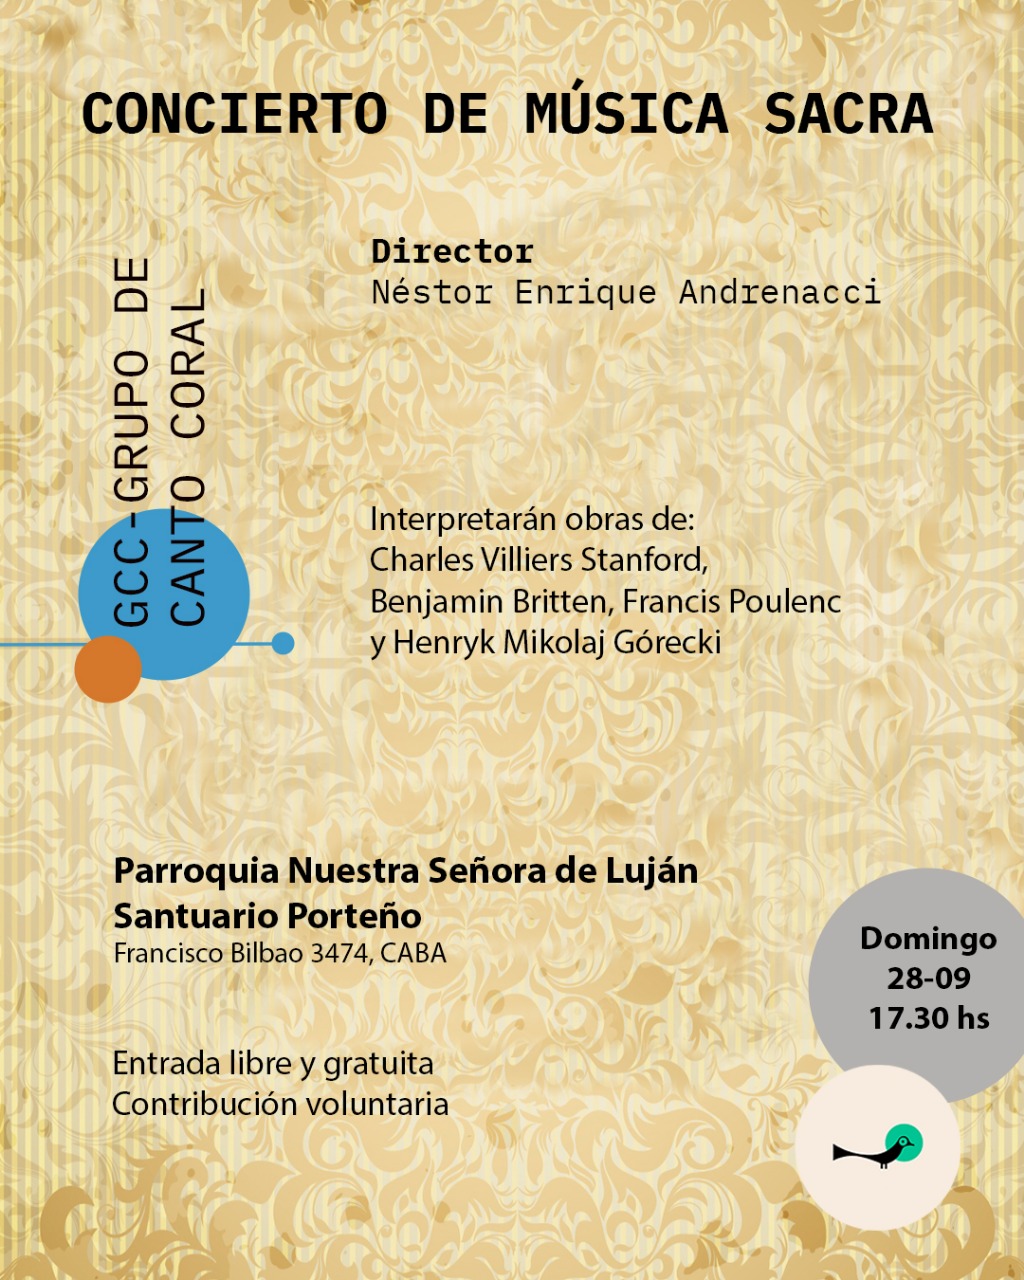 CONCIERTO DE MÚSICA SACRA
GCC-GRUPO DE
CANTO CORAL
Director
Néstor Enrique Andrenacci
Interpretarán obras de:
Charles Villiers Stanford,
Benjamin Britten, Francis Poulenc
y Henryk Mikolaj Górecki
Parroquia Nuestra Señora de Luján
Santuario Porteño
Francisco Bilbao 3474, CABA
Domingo
28-09
17.30 hs
Entrada libre y gratuita
Contribución voluntaria